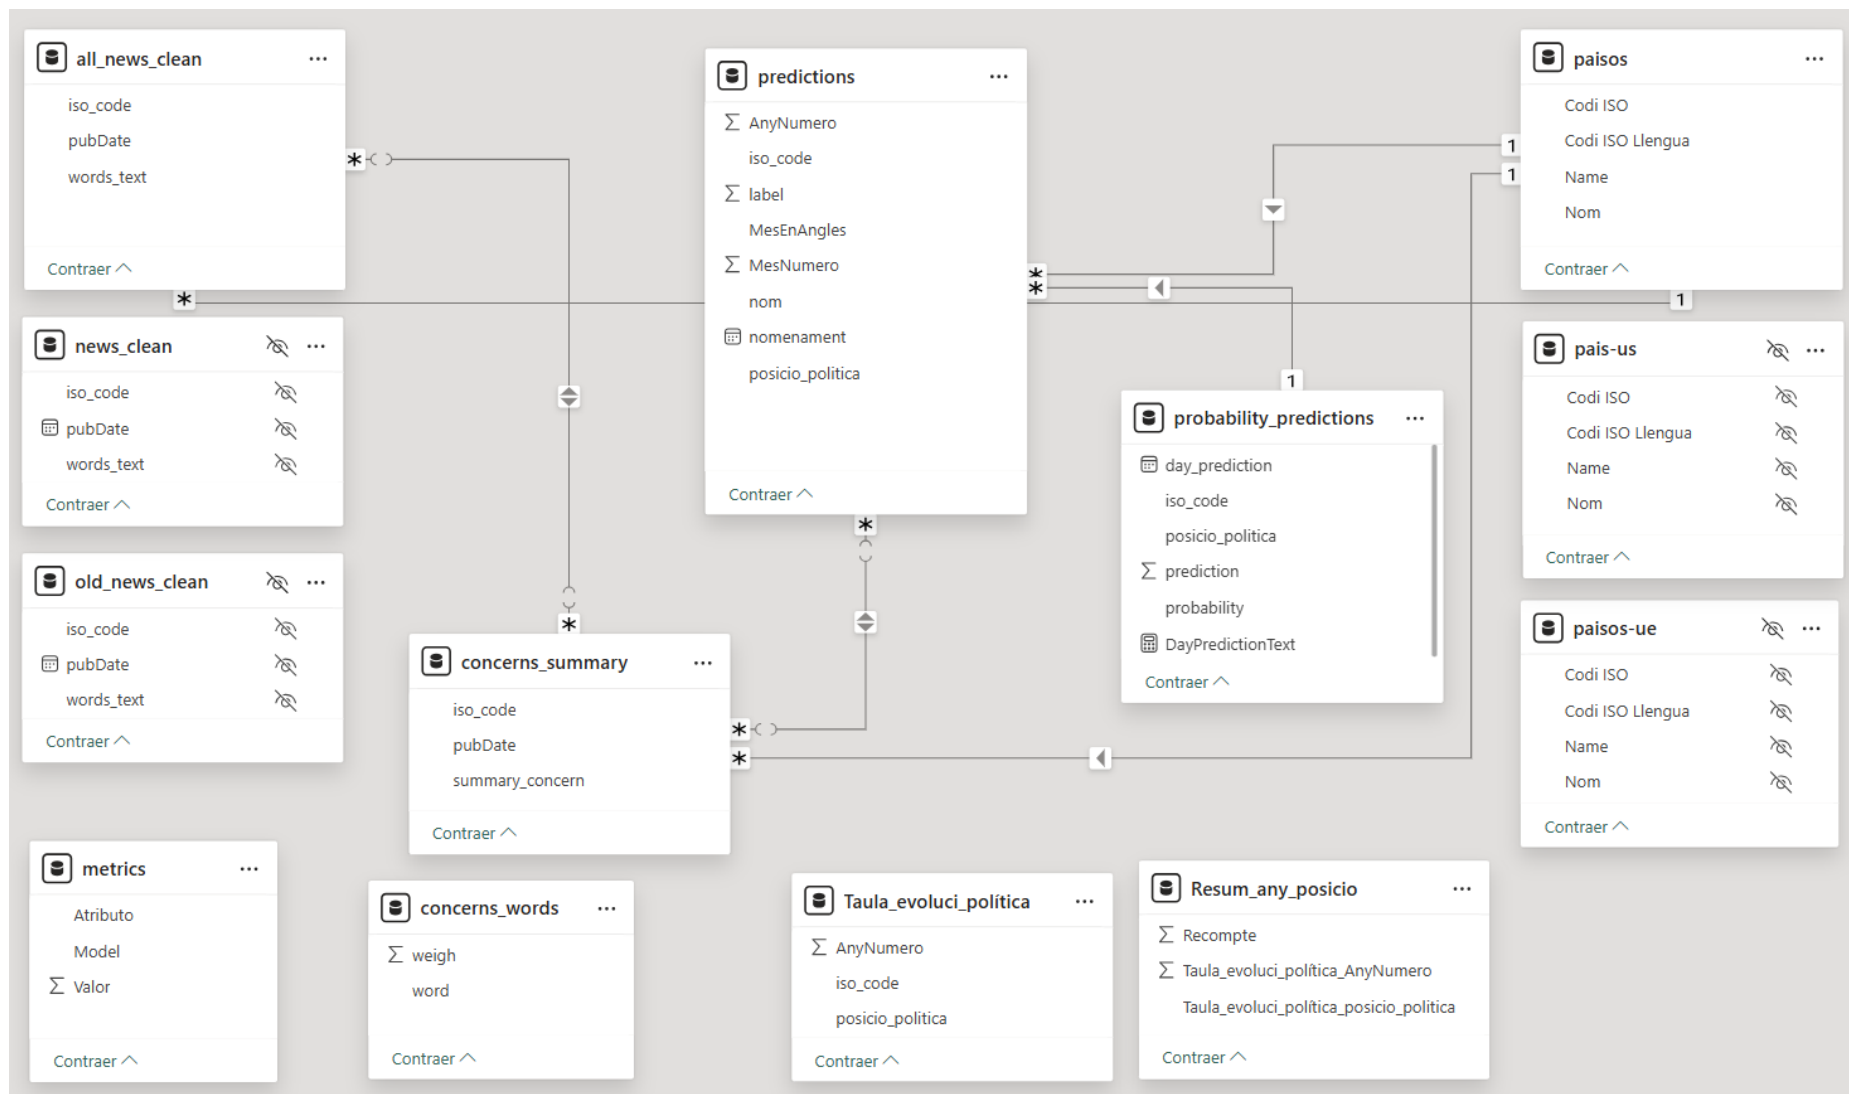 all_news_clean
iso_code
pubDate
words_text
Contraer
predictions
AnyNumero
iso_code
label
MesEnAngles
MesNumero
nom
nomenament
posicio_politica
Contraer
paisos
Codi ISO
Codi ISO Llengua
Name
Nom
Contraer
* 
1
1
*
*
*
1
news_clean
iso_code
pubDate
words_text
Contraer
pais-us
Codi ISO
Codi ISO Llengua
Name
Nom
Contraer
1
probability_predictions
day_prediction
iso_code
posicio_politica
prediction
probability
DayPredictionText
Contraer
old_news_clean
iso_code
pubDate
words_text
Contraer
*
*
concerns_summary
iso_code
pubDate
summary_concern
Contraer
*
*
paisos-ue
Codi ISO
Codi ISO Llengua
Name
Nom
Contraer
metrics
Atributo
Model
Valor
Contraer
concerns_words
weigh
word
Contraer
Taula_evoluci_política
AnyNumero
iso_code
posicio_politica
Contraer
Resum_any_posicio
Recompte
Taula_evoluci_política_AnyNumero
Taula_evoluci_política_posicio_politica
Contraer